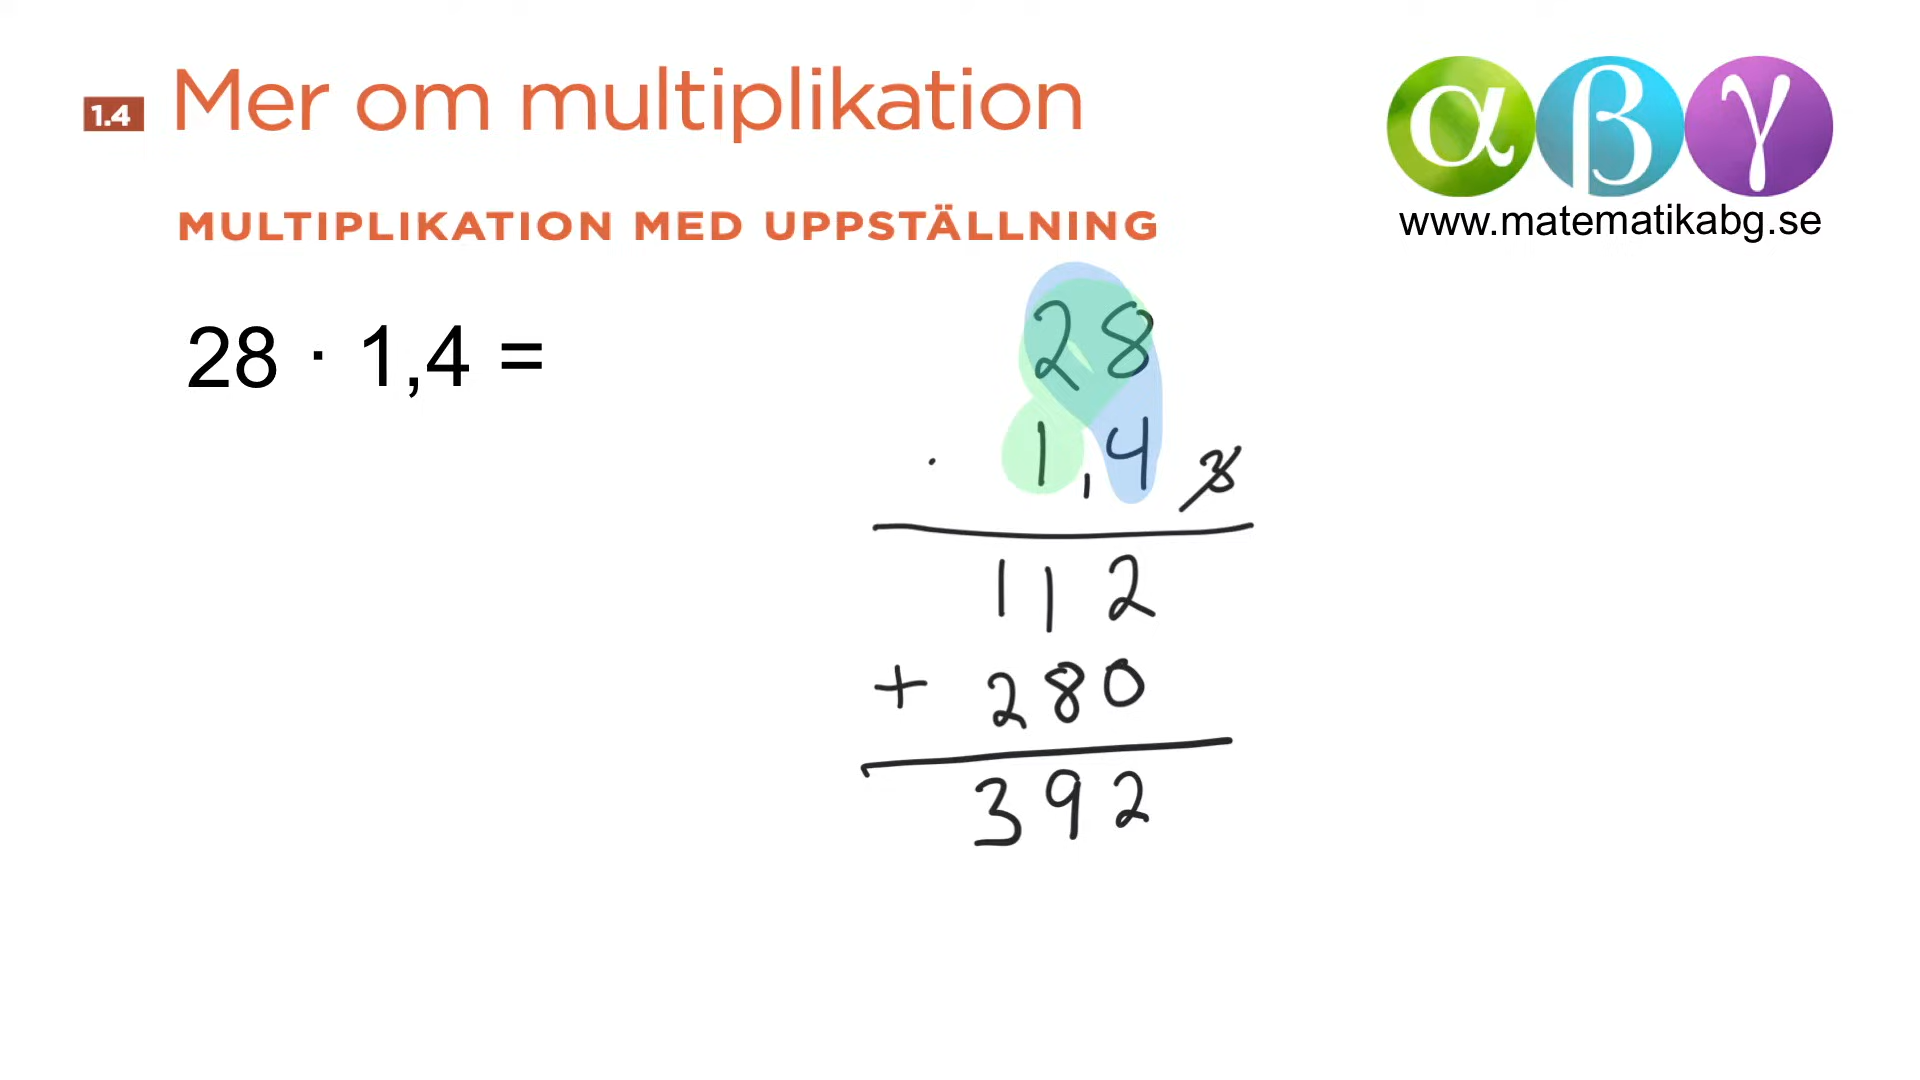 1.4 Mer om multiplikation
αβγ
www.matematikabg.se
MULTIPLIKATION MED UPPSTÄLLNING
28 · 1,4 =
28
· 1,4 3
112
+ 280
392